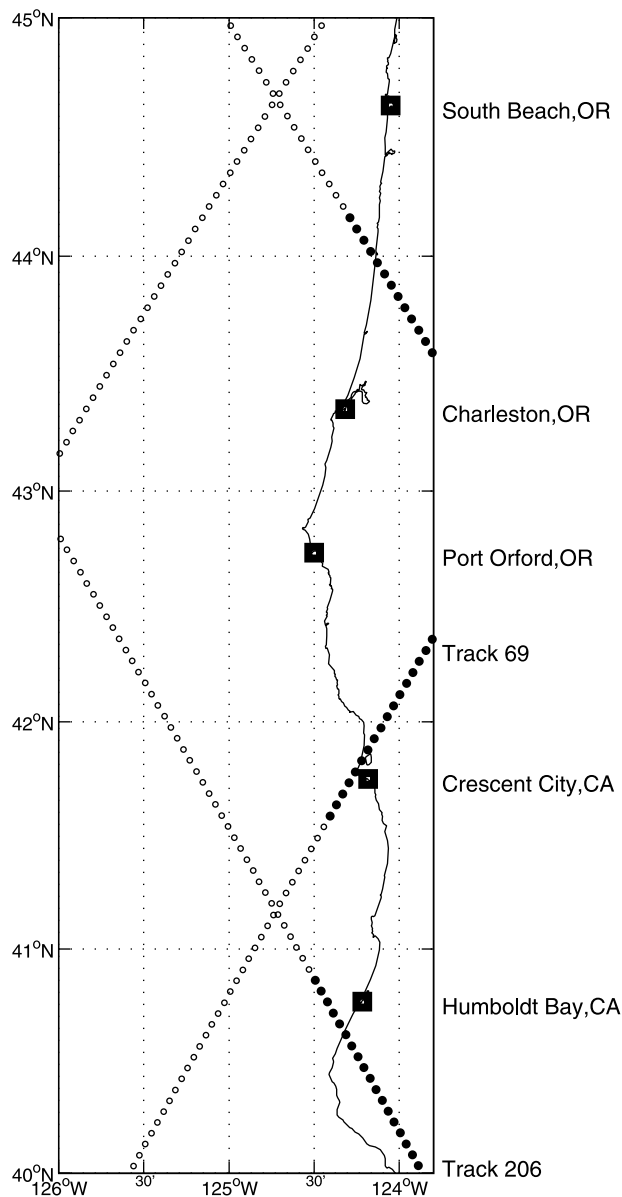 45°N
South Beach,OR
44°N
Charleston,OR
43°N
Port Orford,OR
Track 69
42°N
Crescent City,CA
41°N
Humboldt Bay,CA
40°N
Track 206
126°W
30'
125°W
30'
124°W